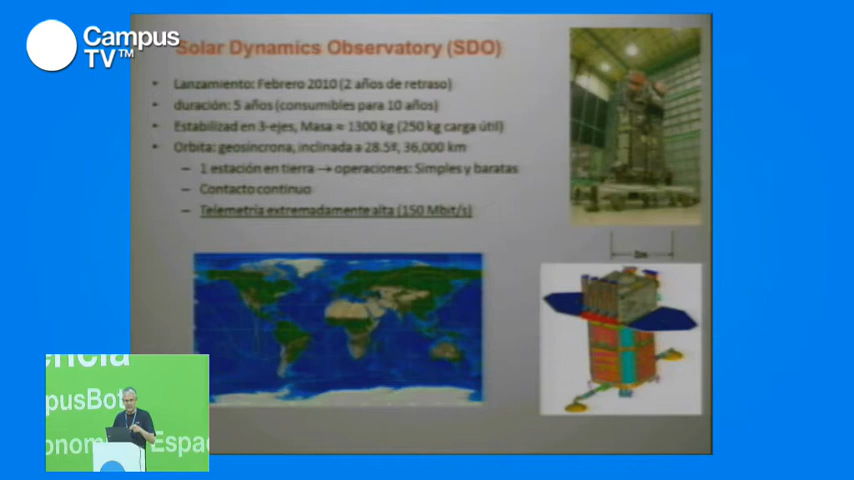 Campus
TV™
Solar Dynamics Observatory (SDO)
• Lanzamiento: Febrero 2010 (2 años de retraso)
• duración: 5 años (consumibles para 10 años)
• Estabilizad en 3-ejes, Masa ≈ 1300 kg (250 kg carga útil)
• Orbita: geosincrona, inclinada a 28.5º, 36,000 km
– 1 estación en tierra → operaciones: Simples y baratas
– Contacto continuo
– Telemetría extremadamente alta (150 Mbit/s)
encia
pusBot
onom
Espac